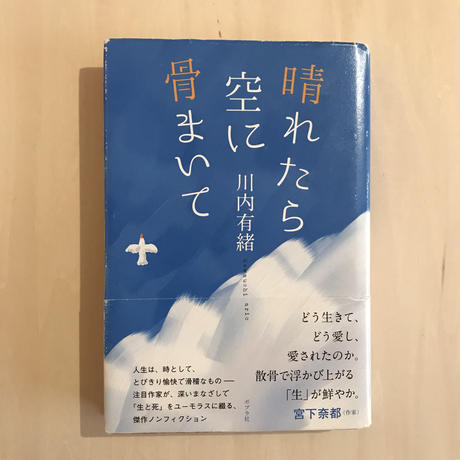 晴れたら
空に
骨まいて
川内有緒
kawauchi ario
どう生きて、
どう愛し、
愛されたのか。
散骨で浮かび上がる
「生」が鮮やか。
宮下奈都(作家)
人生は、時として、
とびきり愉快で滑稽なもの――
注目作家が、深いまなざしで
「生と死」をユーモラスに綴る、
傑作ノンフィクション
ポプラ社